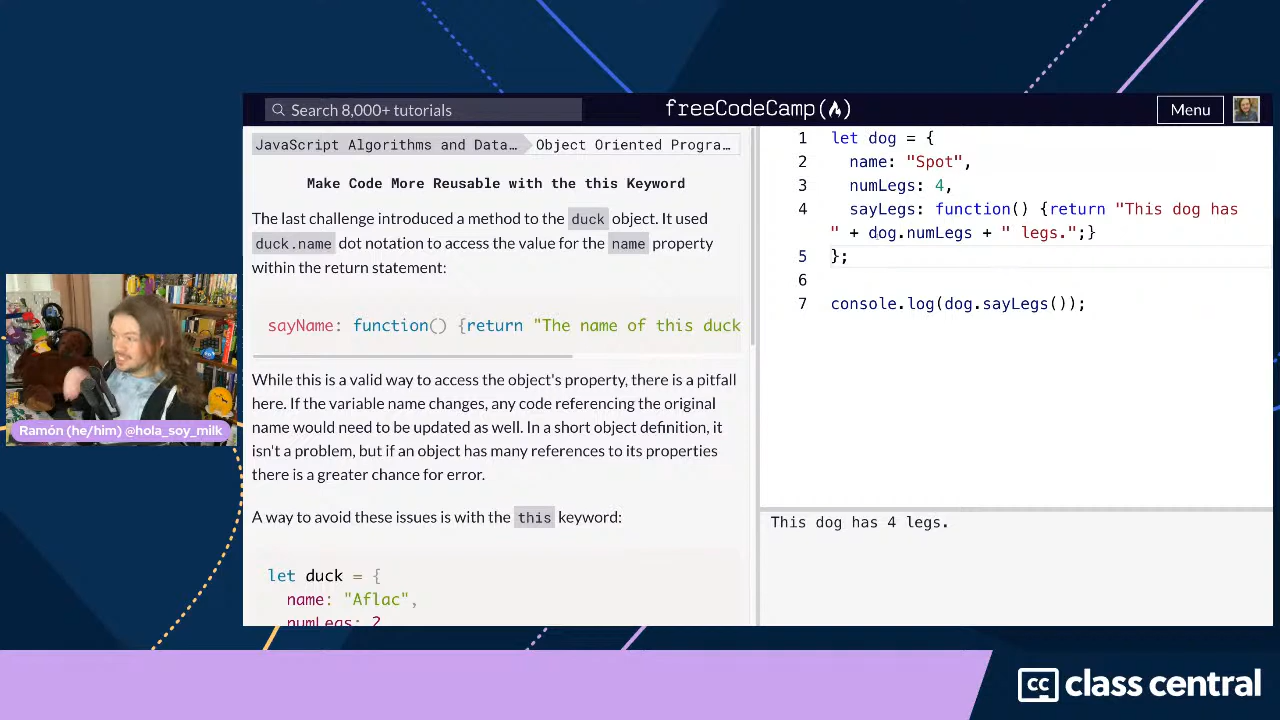 Search 8,000+ tutorials
freeCodeCamp
Menu
JavaScript Algorithms and Data…
Object Oriented Progra…
Make Code More Reusable with the this Keyword
The last challenge introduced a method to the duck object. It used
duck.name dot notation to access the value for the name property
within the return statement:
sayName: function() {return "The name of this duck
While this is a valid way to access the object's property, there is a pitfall
here. If the variable name changes, any code referencing the original
name would need to be updated as well. In a short object definition, it
isn't a problem, but if an object has many references to its properties
there is a greater chance for error.
A way to avoid these issues is with the this keyword:
let duck = {
name: "Aflac",
numLegs: 2
1 let dog = {
2 name: "Spot",
3 numLegs: 4,
4 sayLegs: function() {return "This dog has
" + dog.numLegs + " legs.";}
5 };
6
7 console.log(dog.sayLegs());
This dog has 4 legs.
Ramón (he/him) @hola_soy_milk
cc class central